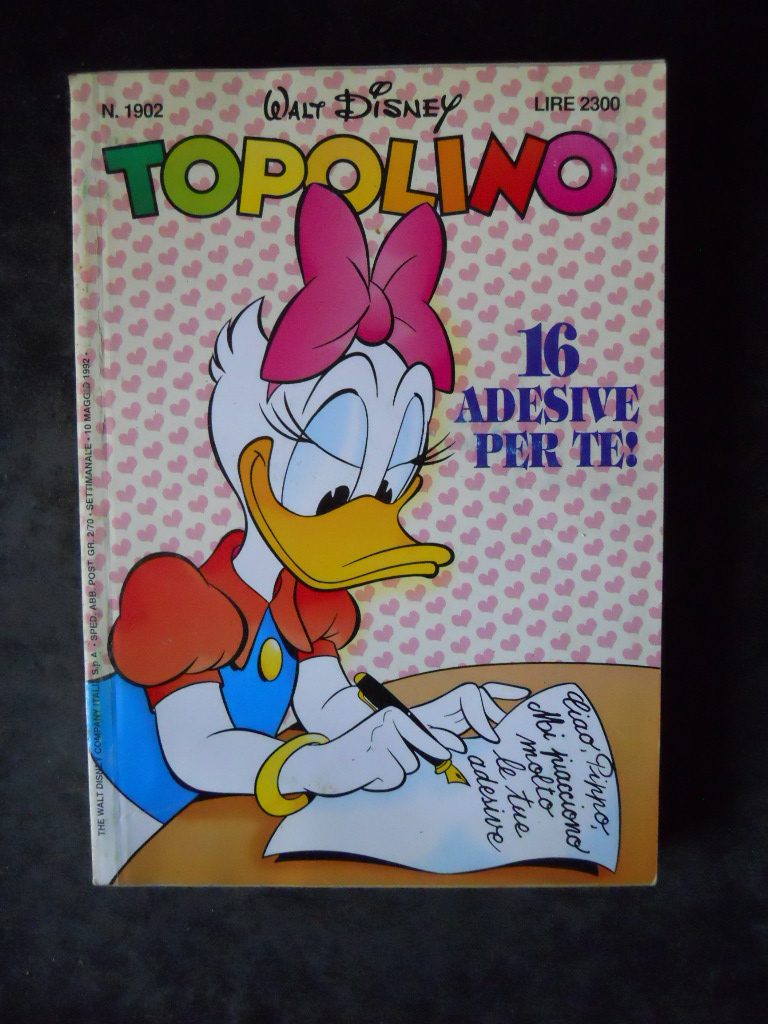 N. 1902
WALT DISNEY
LIRE 2300
TOPOLINO
16
ADESIVE
PER TE!
Ciao, Pippo,
Mi piacciono
molto
le tue
adesive
THE WALT DISNEY COMPANY ITALIA S.p.A. • SPED. ABB. POST. GR. 2/70 • SETTIMANALE • 10 MAGGIO 1992 •